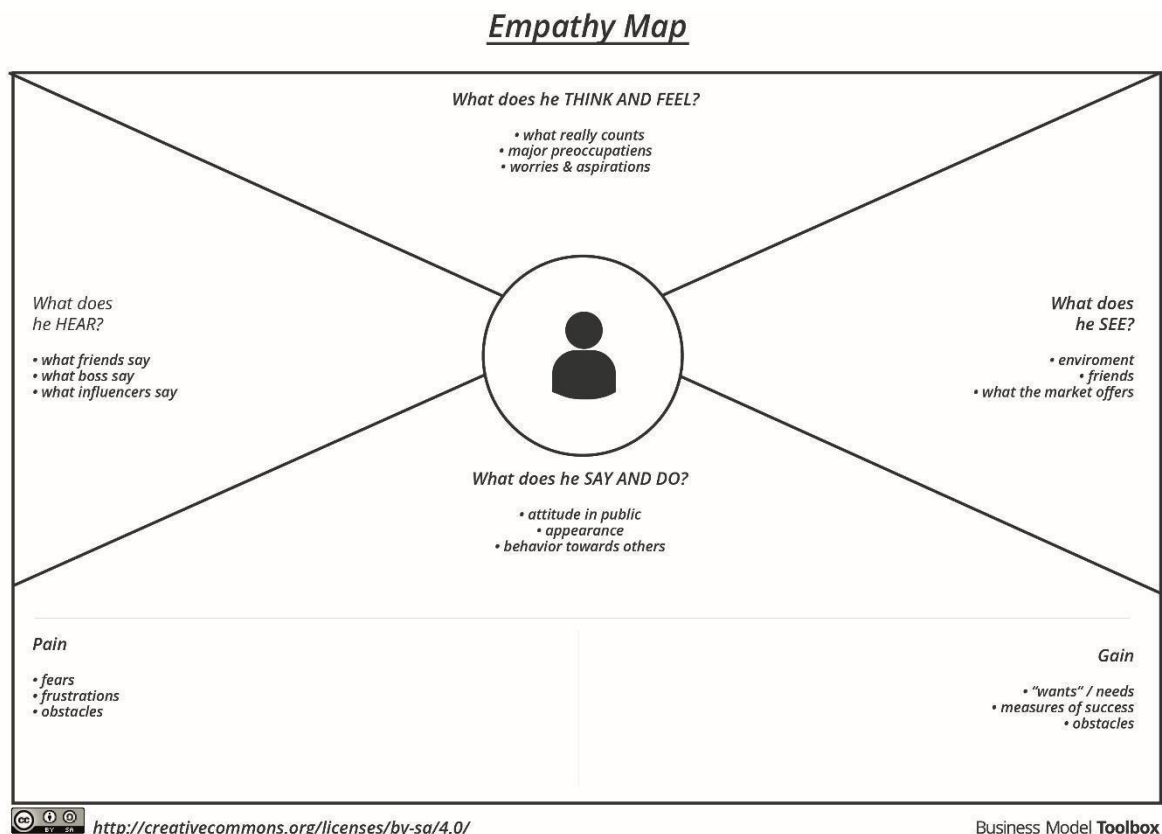 Empathy Map
What does he THINK AND FEEL?
• what really counts
• major preoccupatiens
• worries & aspirations
What does
he HEAR?
• what friends say
• what boss say
• what influencers say
What does
he SEE?
• enviroment
• friends
• what the market offers
What does he SAY AND DO?
• attitude in public
• appearance
• behavior towards others
Pain
• fears
• frustrations
• obstacles
Gain
• “wants” / needs
• measures of success
• obstacles
cc BY SA http://creativecommons.org/licenses/by-sa/4.0/
Business Model Toolbox